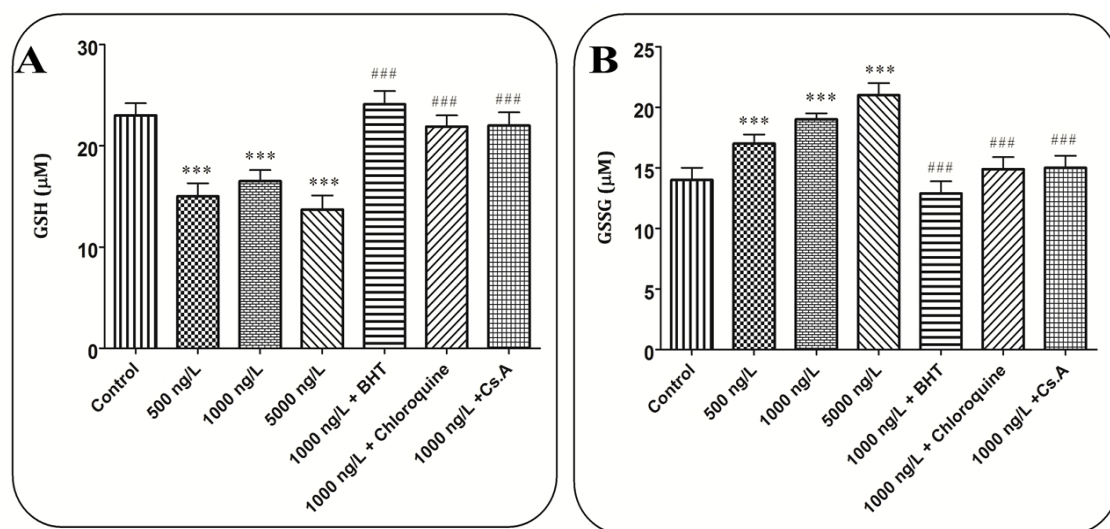 A
GSH (µM)
30
20
10
0
***
***
***
###
###
###
Control
500 ng/L
1000 ng/L
5000 ng/L
1000 ng/L + BHT
1000 ng/L + Chloroquine
1000 ng/L +Cs.A
B
GSSG (µM)
25
20
15
10
5
0
***
***
***
###
###
###
Control
500 ng/L
1000 ng/L
5000 ng/L
1000 ng/L + BHT
1000 ng/L + Chloroquine
1000 ng/L +Cs.A